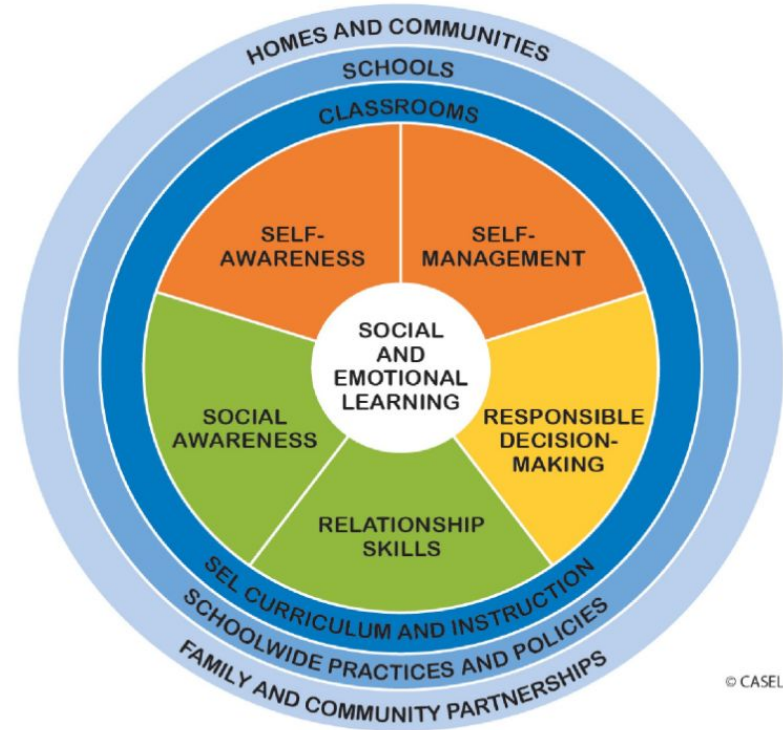 HOMES AND COMMUNITIES
SCHOOLS
CLASSROOMS
SELF-
AWARENESS
SELF-
MANAGEMENT
SOCIAL
AND
EMOTIONAL
LEARNING
SOCIAL
AWARENESS
RESPONSIBLE
DECISION-
MAKING
RELATIONSHIP
SKILLS
SEL CURRICULUM AND INSTRUCTION
SCHOOLWIDE PRACTICES AND POLICIES
FAMILY AND COMMUNITY PARTNERSHIPS
© CASEL